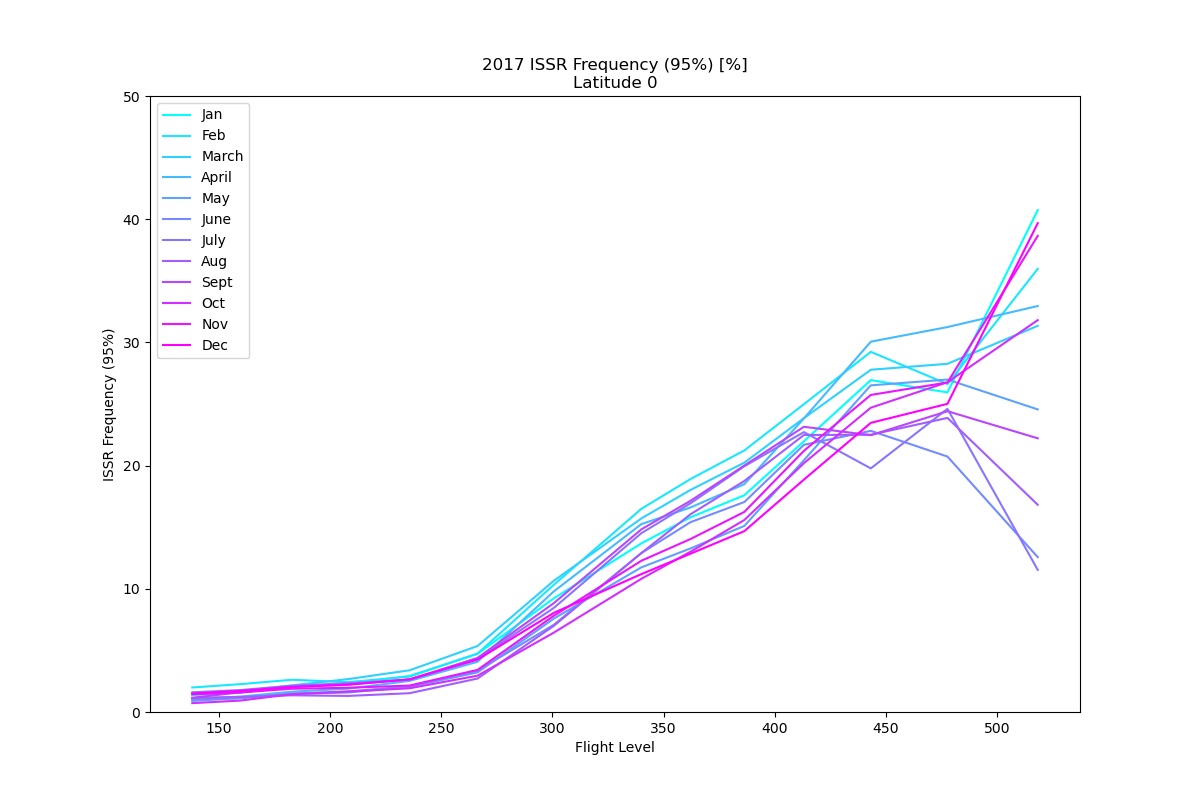 2017 ISSR Frequency (95%) [%]
Latitude 0
50
40
30
20
10
0
ISSR Frequency (95%)
Jan
Feb
March
April
May
June
July
Aug
Sept
Oct
Nov
Dec
150 200 250 300 350 400 450 500
Flight Level